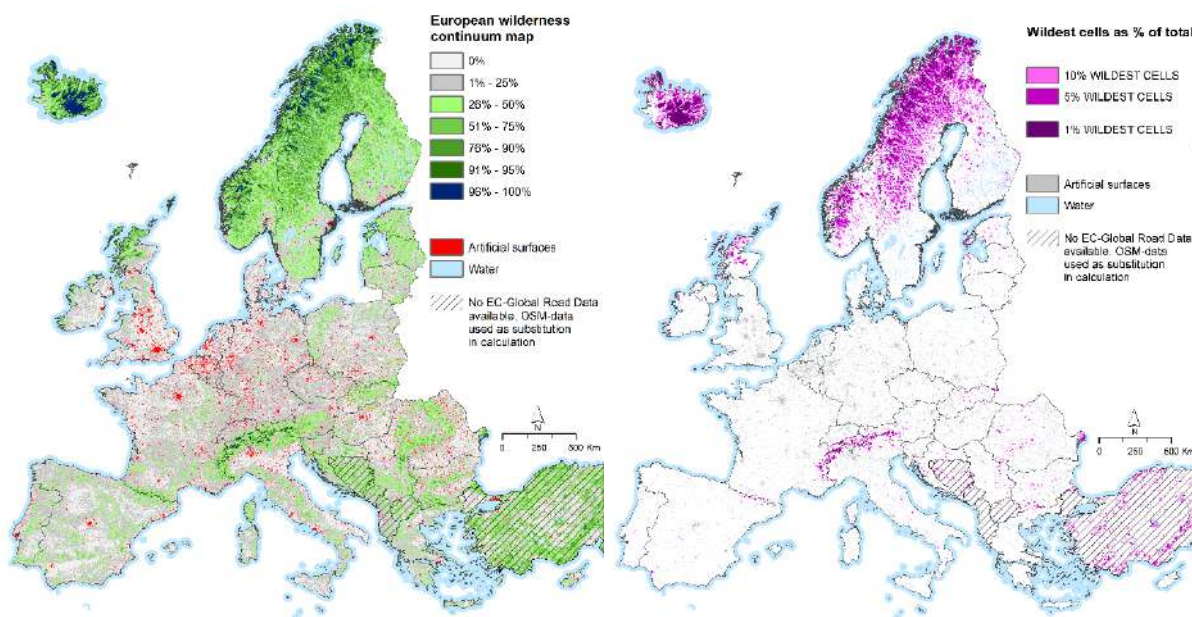 European wilderness
continuum map
0%
1% - 25%
26% - 50%
51% - 75%
76% - 90%
91% - 95%
96% - 100%
Artificial surfaces
Water
No EC-Global Road Data
available. OSM-data
used as substitution
in calculation
N
0 250 500 Km
Wildest cells as % of total
10% WILDEST CELLS
5% WILDEST CELLS
1% WILDEST CELLS
Artificial surfaces
Water
No EC-Global Road Data
available. OSM-data
used as substitution
in calculation
N
0 250 500 Km